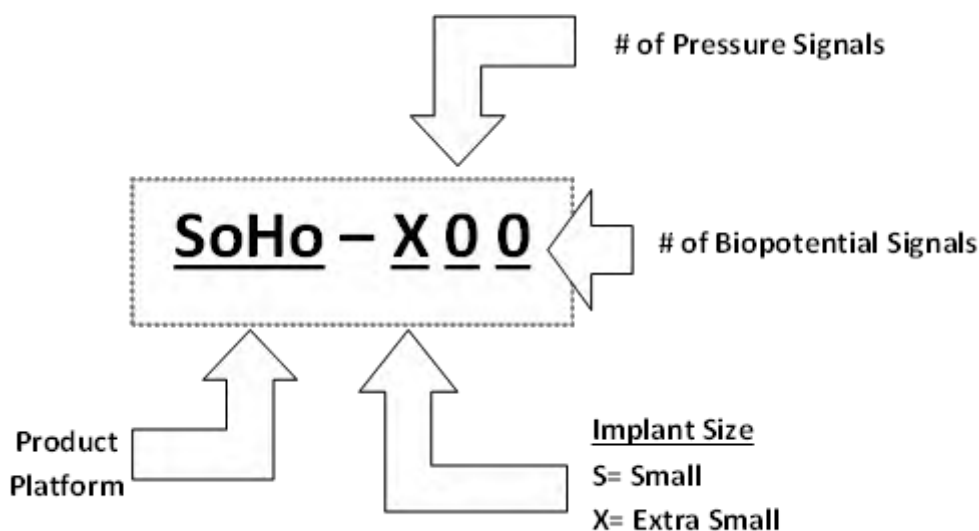 # of Pressure Signals
SoHo – X 0 0
# of Biopotential Signals
Product
Platform
Implant Size
S= Small
X= Extra Small